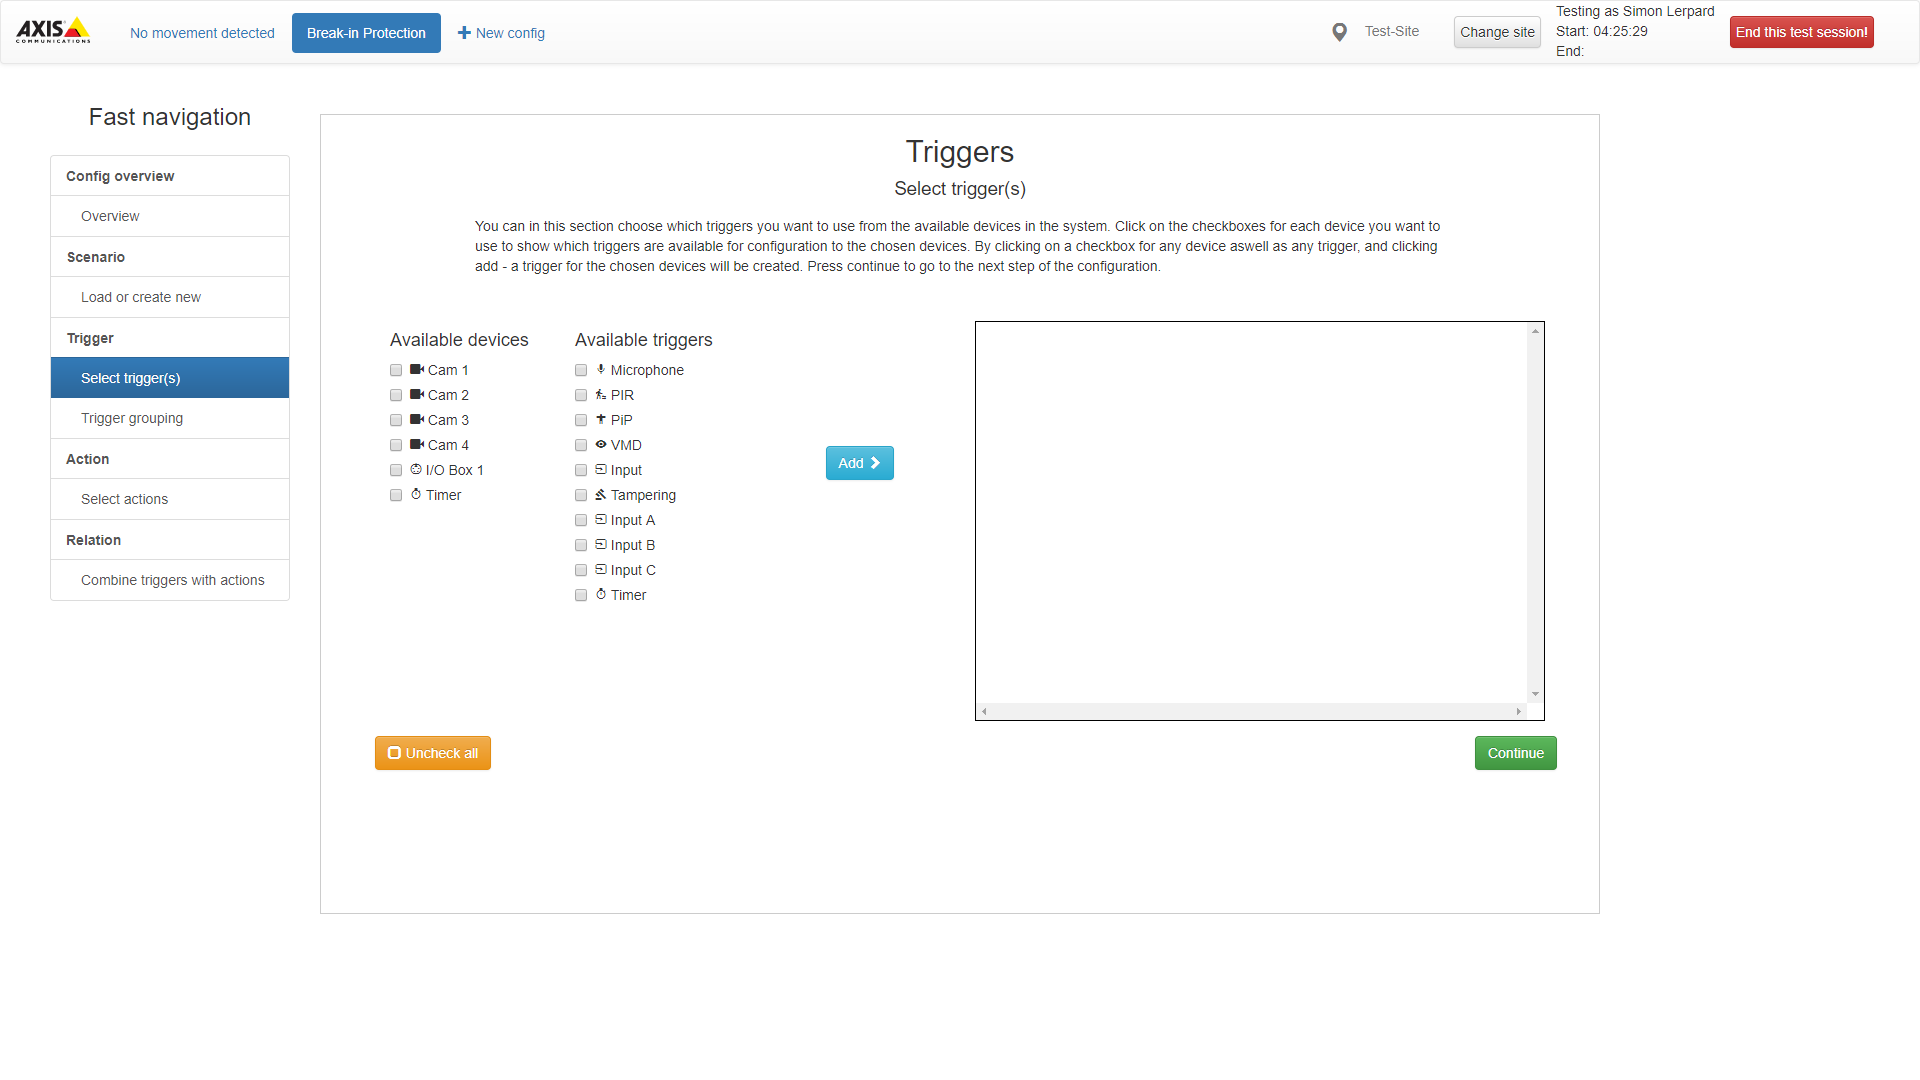 AXIS
COMMUNICATIONS
No movement detected
Break-in Protection
New config
Test-Site
Change site
Testing as Simon Lerpard
Start: 04:25:29
End:
End this test session!
Fast navigation
Config overview
Overview
Scenario
Load or create new
Trigger
Select trigger(s)
Trigger grouping
Action
Select actions
Relation
Combine triggers with actions
Triggers
Select trigger(s)
You can in this section choose which triggers you want to use from the available devices in the system. Click on the checkboxes for each device you want to
use to show which triggers are available for configuration to the chosen devices. By clicking on a checkbox for any device aswell as any trigger, and clicking
add - a trigger for the chosen devices will be created. Press continue to go to the next step of the configuration.
Available devices
Cam 1
Cam 2
Cam 3
Cam 4
I/O Box 1
Timer
Available triggers
Microphone
PIR
PiP
VMD
Input
Tampering
Input A
Input B
Input C
Timer
Add
Uncheck all
Continue